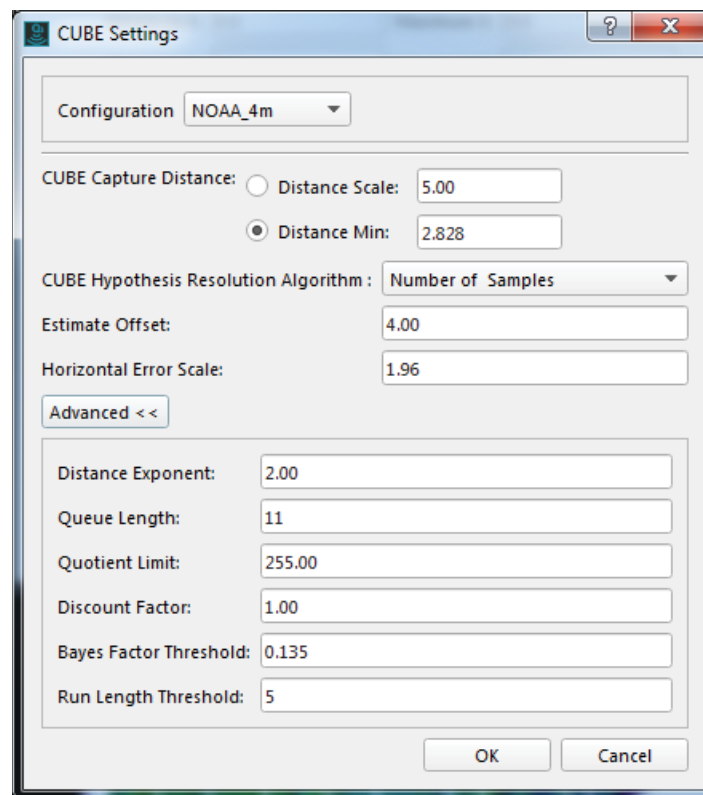 CUBE Settings
Configuration NOAA_4m
CUBE Capture Distance: Distance Scale: 5.00
Distance Min: 2.828
CUBE Hypothesis Resolution Algorithm : Number of Samples
Estimate Offset: 4.00
Horizontal Error Scale: 1.96
Advanced <<
Distance Exponent: 2.00
Queue Length: 11
Quotient Limit: 255.00
Discount Factor: 1.00
Bayes Factor Threshold: 0.135
Run Length Threshold: 5
OK Cancel